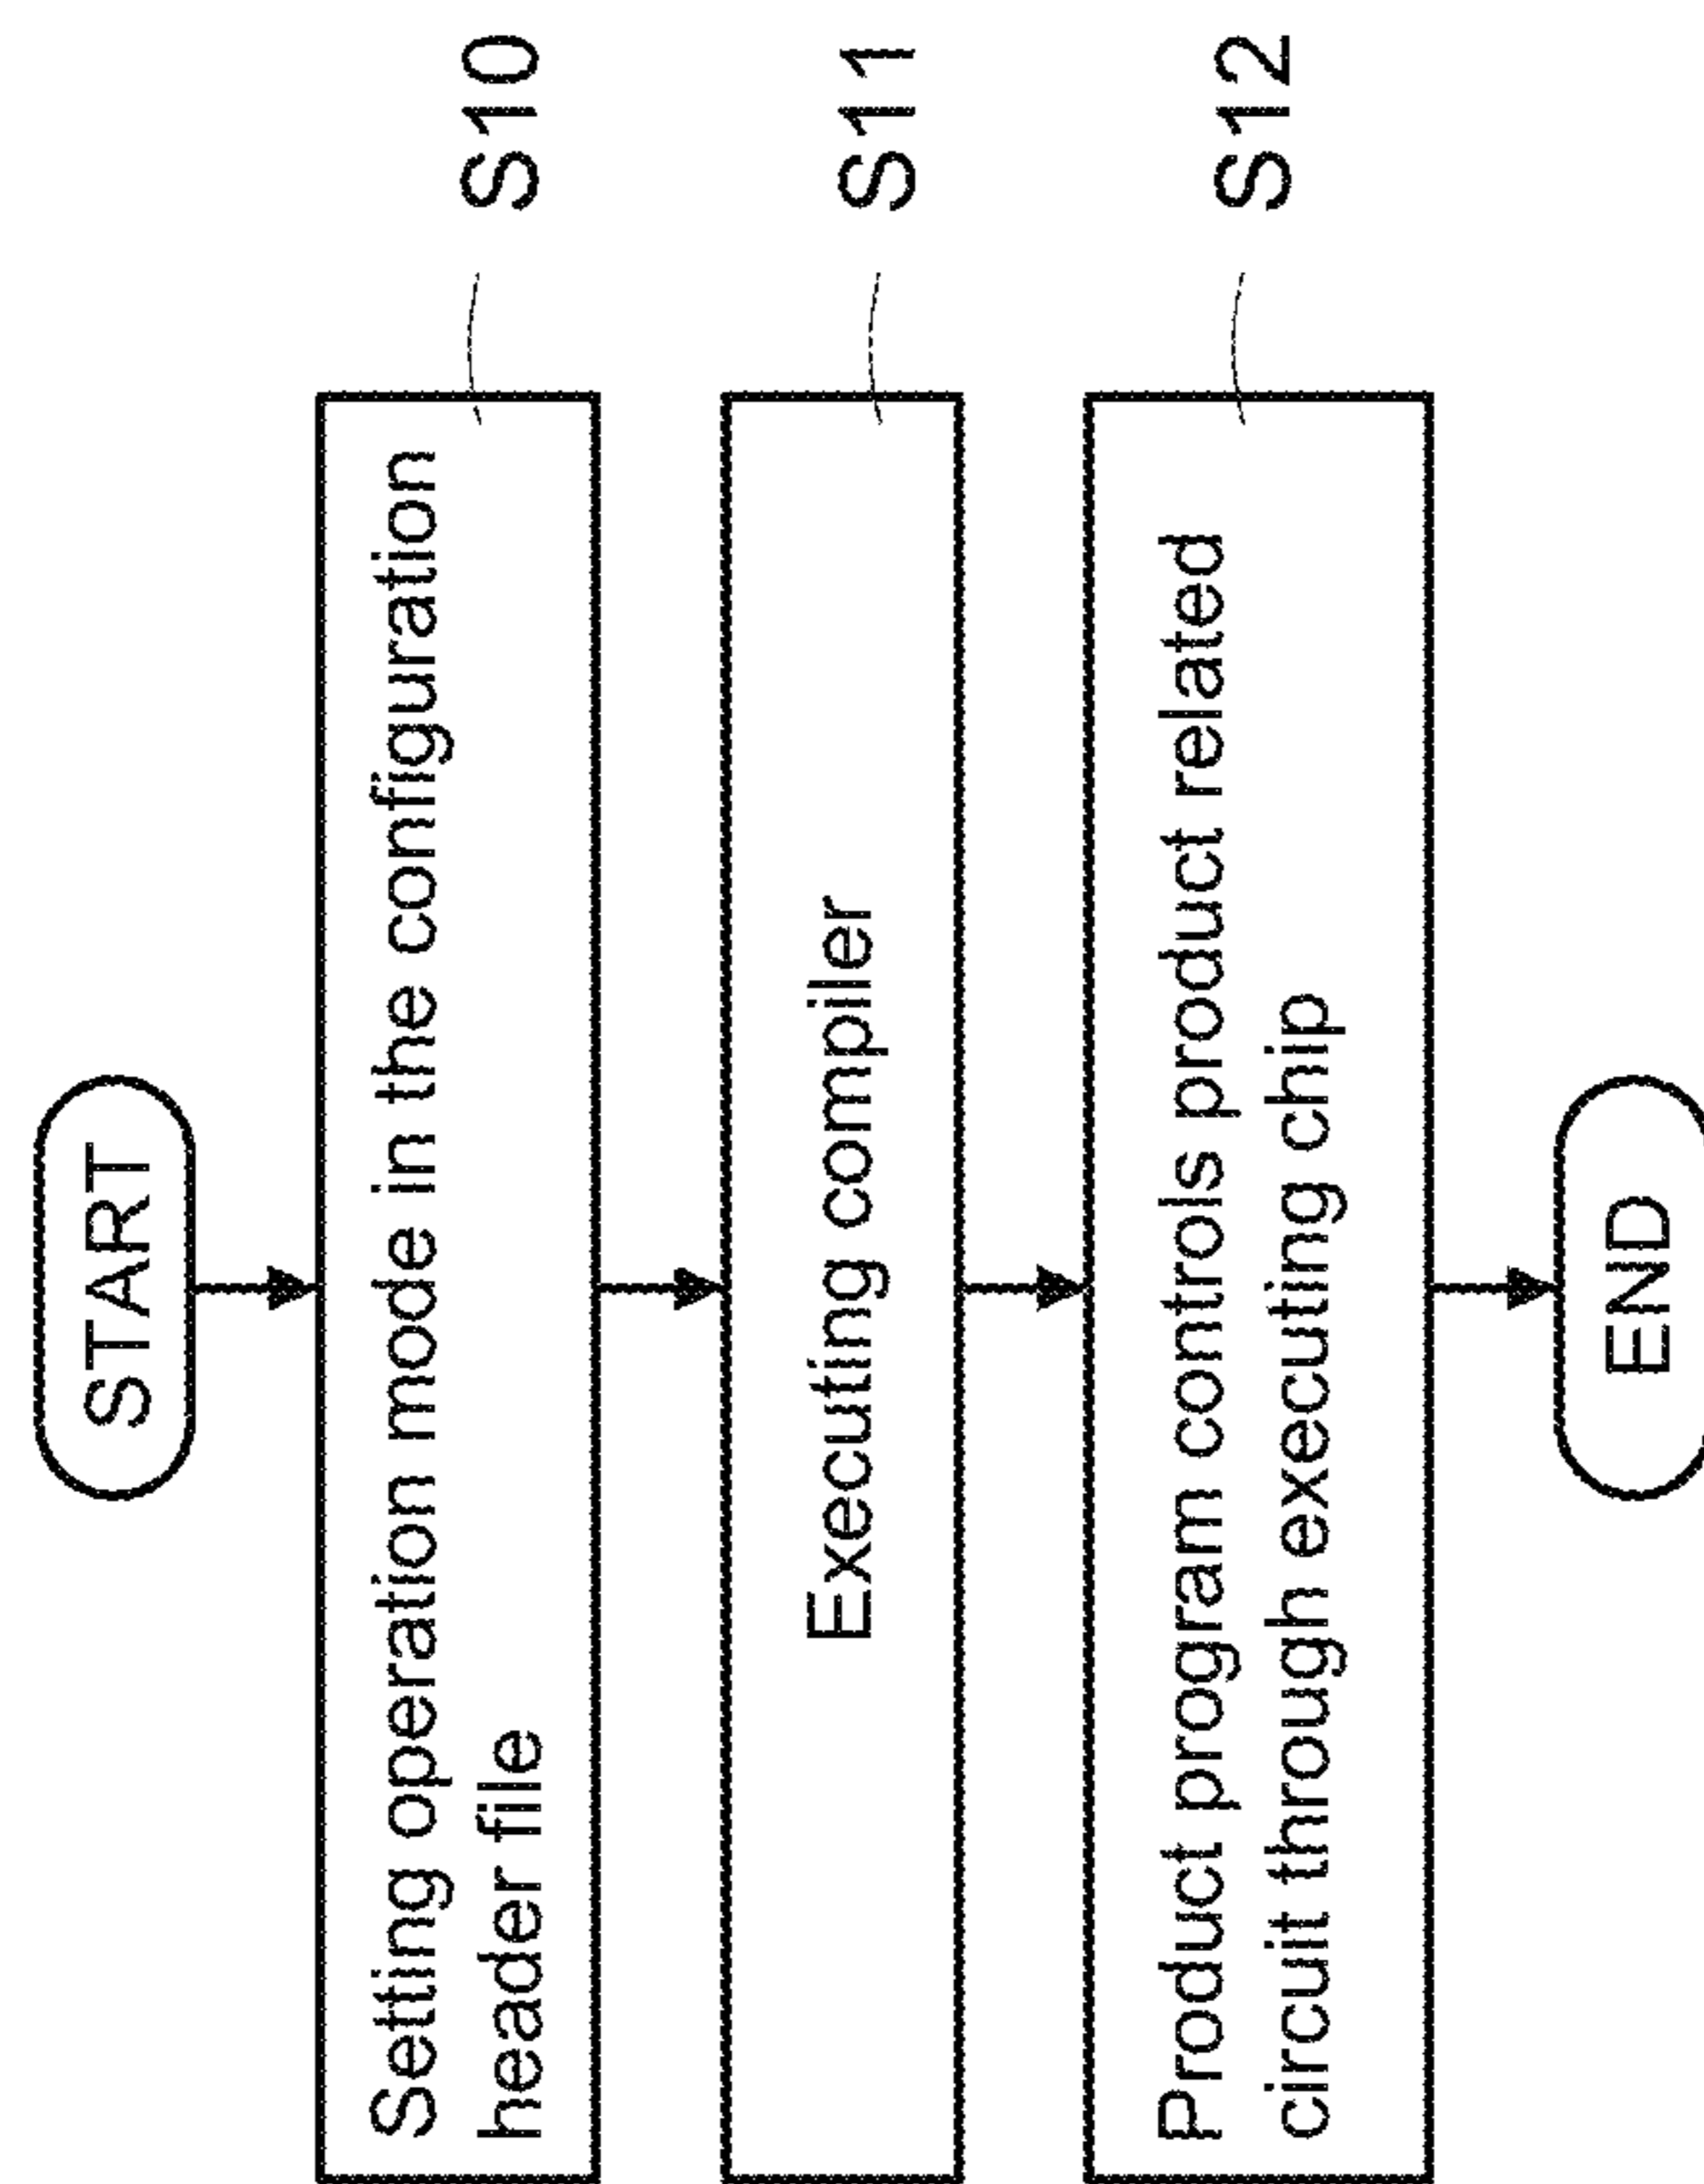 START
Setting operation mode in the configuration
header file
S10
Executing compiler
S11
Product program controls product related
circuit through executing chip
S12
END